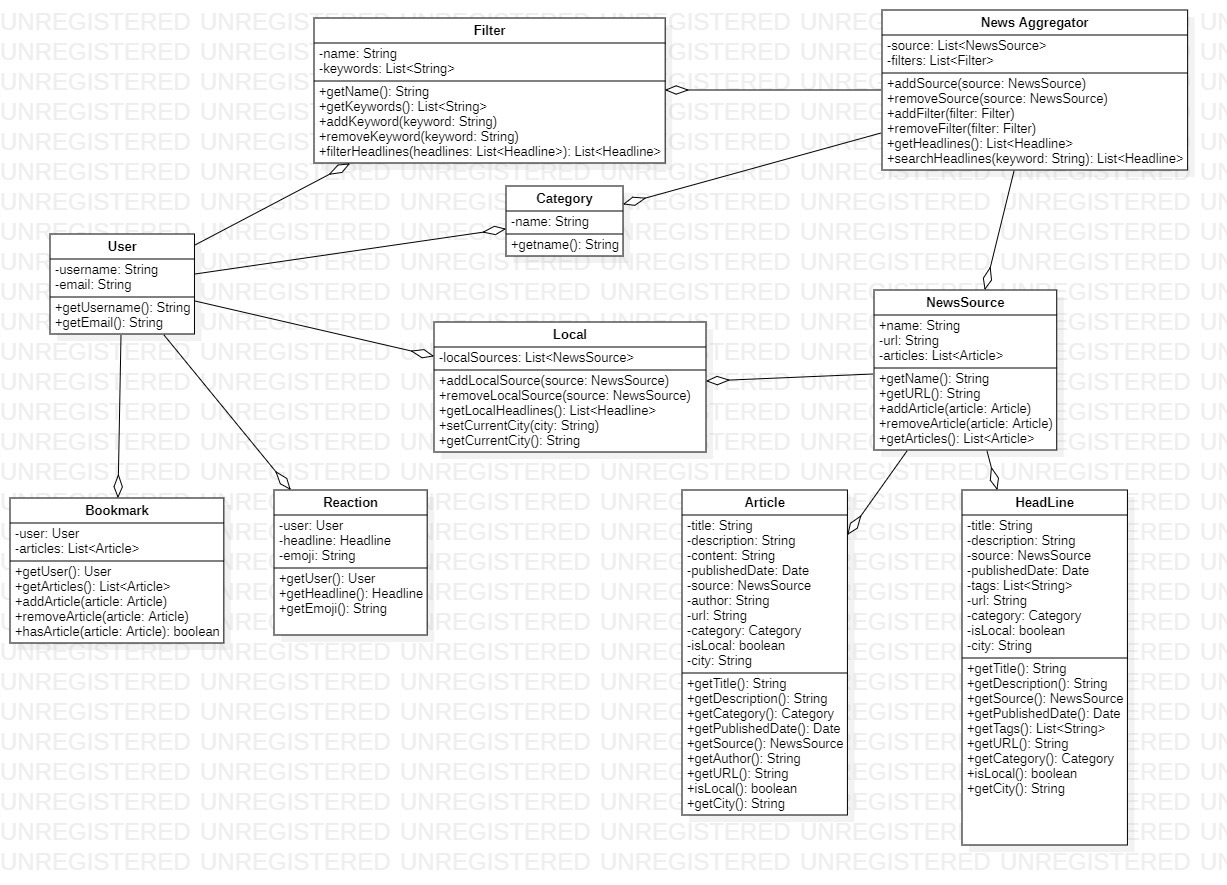 Filter
-name: String
-keywords: List<String>
+getName(): String
+getKeywords(): List<String>
+addKeyword(keyword: String)
+removeKeyword(keyword: String)
+filterHeadlines(headlines: List<Headline>): List<Headline>
News Aggregator
-source: List<NewsSource>
-filters: List<Filter>
+addSource(source: NewsSource)
+removeSource(source: NewsSource)
+addFilter(filter: Filter)
+removeFilter(filter: Filter)
+getHeadlines(): List<Headline>
+searchHeadlines(keyword: String): List<Headline>
Category
-name: String
+getname(): String
User
-username: String
-email: String
+getUsername(): String
+getEmail(): String
Local
-localSources: List<NewsSource>
+addLocalSource(source: NewsSource)
+removeLocalSource(source: NewsSource)
+getLocalHeadlines(): List<Headline>
+setCurrentCity(city: String)
+getCurrentCity(): String
NewsSource
+name: String
-url: String
-articles: List<Article>
+getName(): String
+getURL(): String
+addArticle(article: Article)
+removeArticle(article: Article)
+getArticles(): List<Article>
Bookmark
-user: User
-articles: List<Article>
+getUser(): User
+getArticles(): List<Article>
+addArticle(article: Article)
+removeArticle(article: Article)
+hasArticle(article: Article): boolean
Reaction
-user: User
-headline: Headline
-emoji: String
+getUser(): User
+getHeadline(): Headline
+getEmoji(): String
Article
-title: String
-description: String
-content: String
-publishedDate: Date
-source: NewsSource
-author: String
-url: String
-category: Category
-isLocal: boolean
-city: String
+getTitle(): String
+getDescription(): String
+getCategory(): Category
+getPublishedDate(): Date
+getSource(): NewsSource
+getAuthor(): String
+getURL(): String
+isLocal(): boolean
+getCity(): String
HeadLine
-title: String
-description: String
-source: NewsSource
-publishedDate: Date
-tags: List<String>
-url: String
-category: Category
-isLocal: boolean
-city: String
+getTitle(): String
+getDescription(): String
+getSource(): NewsSource
+getPublishedDate(): Date
+getTags(): List<String>
+getURL(): String
+getCategory(): Category
+isLocal(): boolean
+getCity(): String
UNREGISTERED